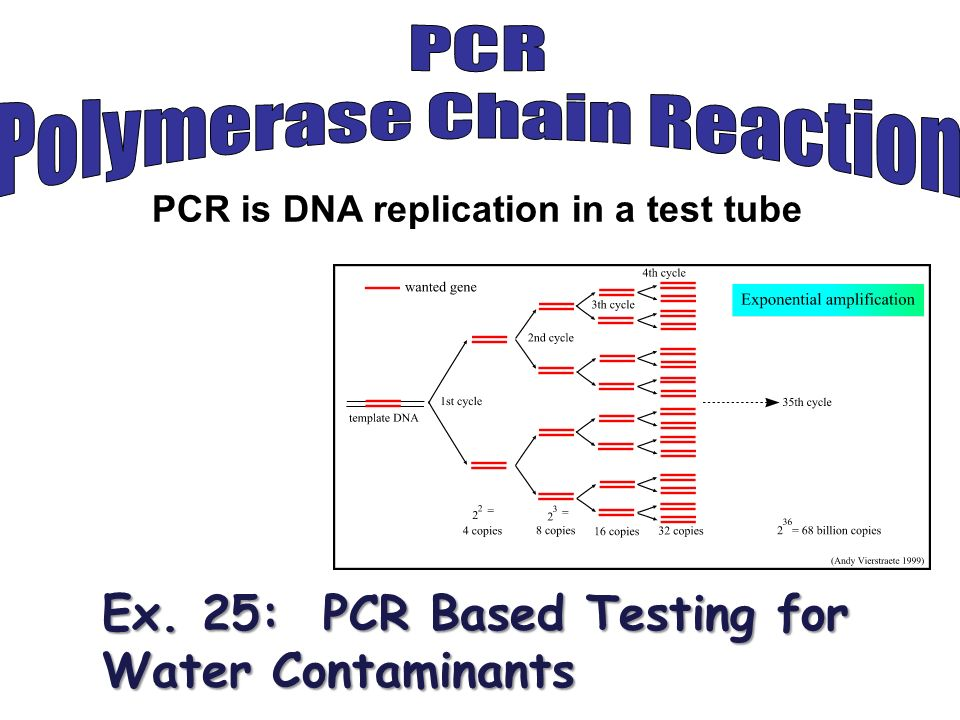 PCR
Polymerase Chain Reaction
PCR is DNA replication in a test tube
4th cycle
wanted gene
Exponential amplification
3th cycle
2nd cycle
1st cycle
35th cycle
template DNA
2^2 =
4 copies
2^3 =
8 copies
16 copies
32 copies
2^36 = 68 billion copies
(Andy Vierstraete 1999)
Ex. 25: PCR Based Testing for
Water Contaminants